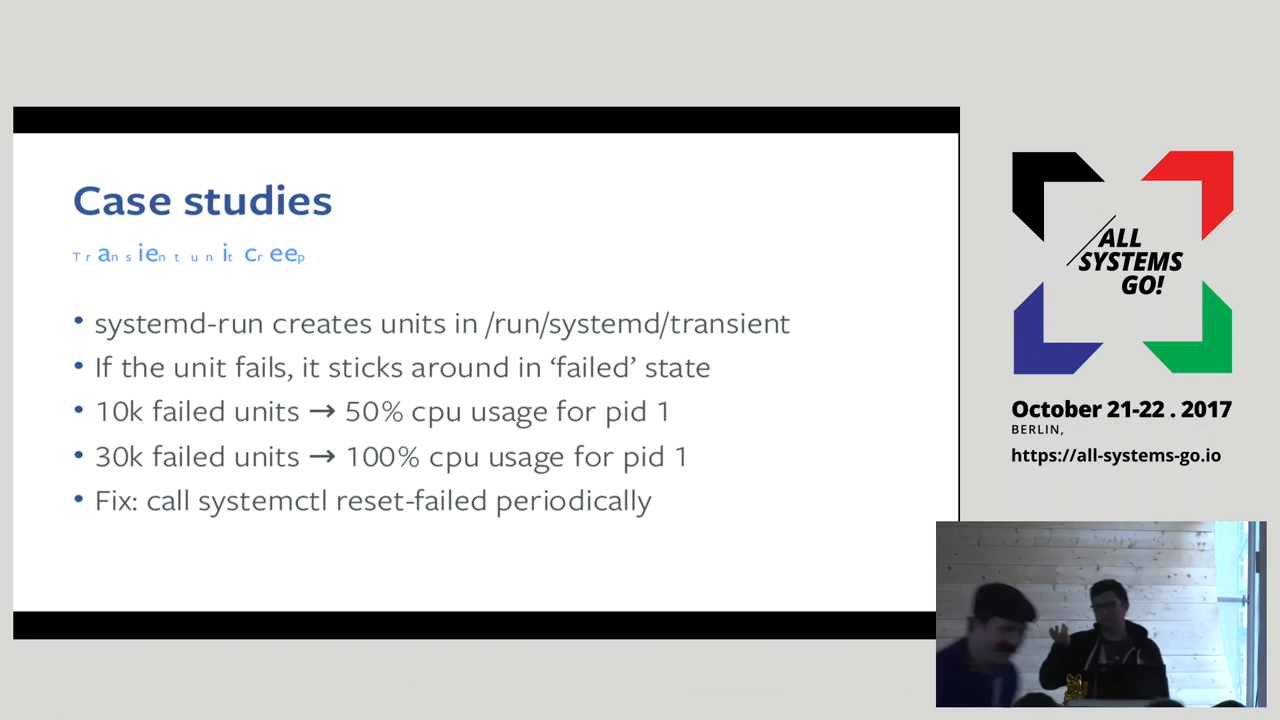 Case studies
Transient unit creep
• systemd-run creates units in /run/systemd/transient
• If the unit fails, it sticks around in ‘failed’ state
• 10k failed units → 50% cpu usage for pid 1
• 30k failed units → 100% cpu usage for pid 1
• Fix: call systemctl reset-failed periodically
ALL
SYSTEMS
GO!
October 21-22 . 2017
BERLIN,
https://all-systems-go.io